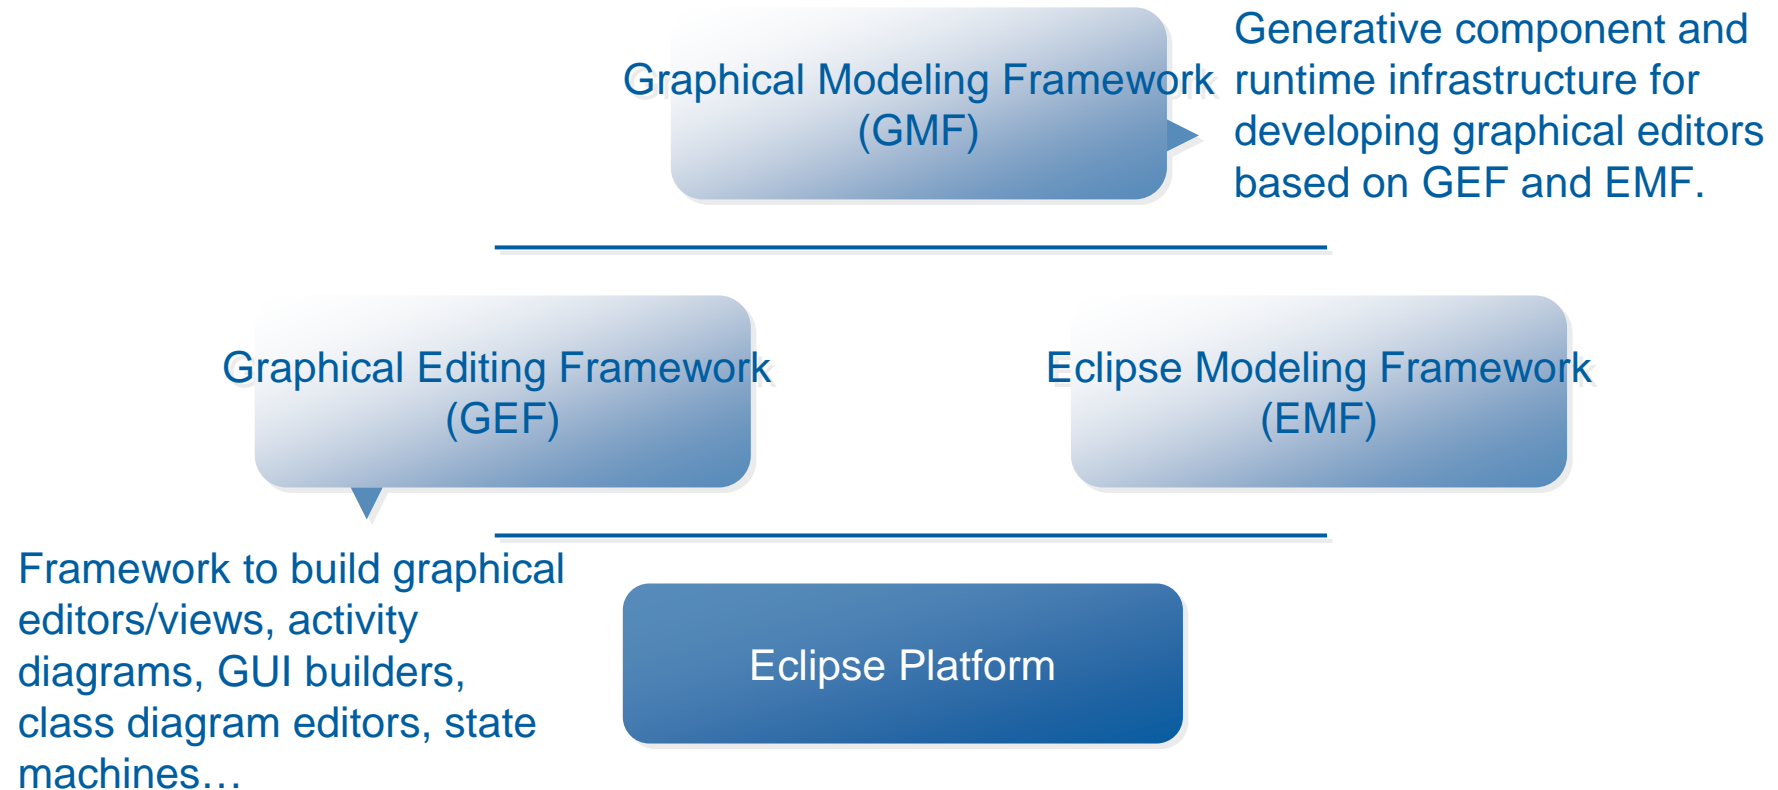 Graphical Modeling Framework
(GMF)
Generative component and
runtime infrastructure for
developing graphical editors
based on GEF and EMF.
Graphical Editing Framework
(GEF)
Eclipse Modeling Framework
(EMF)
Framework to build graphical
editors/views, activity
diagrams, GUI builders,
class diagram editors, state
machines…
Eclipse Platform